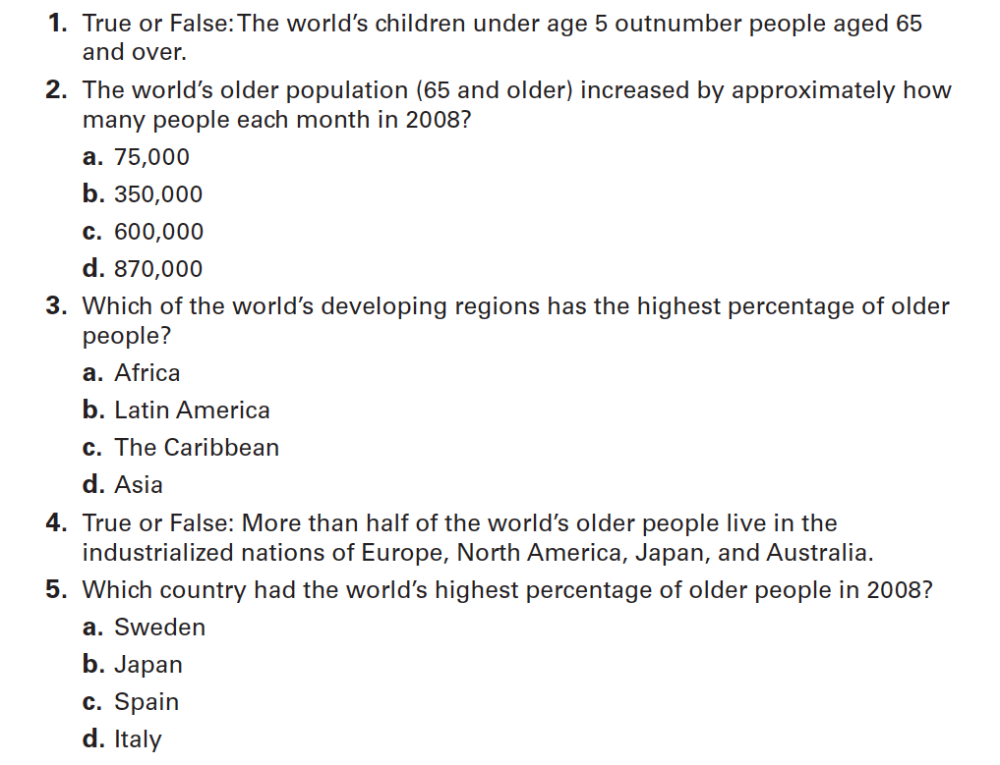 1. True or False: The world’s children under age 5 outnumber people aged 65
and over.
2. The world’s older population (65 and older) increased by approximately how
many people each month in 2008?
a. 75,000
b. 350,000
c. 600,000
d. 870,000
3. Which of the world’s developing regions has the highest percentage of older
people?
a. Africa
b. Latin America
c. The Caribbean
d. Asia
4. True or False: More than half of the world’s older people live in the
industrialized nations of Europe, North America, Japan, and Australia.
5. Which country had the world’s highest percentage of older people in 2008?
a. Sweden
b. Japan
c. Spain
d. Italy